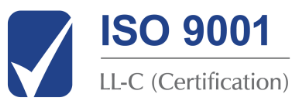 ISO 9001
LL-C (Certification)